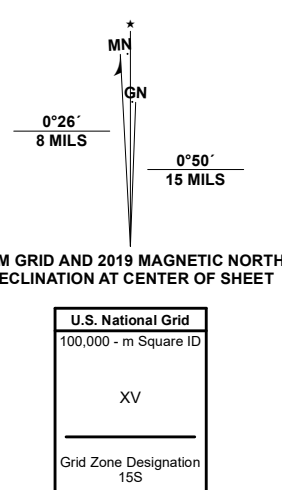 MN
GN
0°26´
8 MILS
0°50´
15 MILS
M GRID AND 2019 MAGNETIC NORTH
ECLINATION AT CENTER OF SHEET
U.S. National Grid
100,000 - m Square ID
XV
Grid Zone Designation
15S